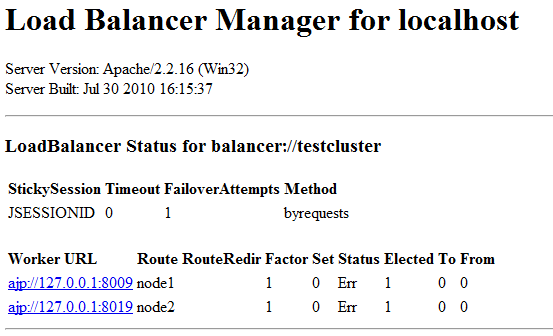 Load Balancer Manager for localhost
Server Version: Apache/2.2.16 (Win32)
Server Built: Jul 30 2010 16:15:37
LoadBalancer Status for balancer://testcluster
StickySession Timeout FailoverAttempts Method
JSESSIONID 0 1 byrequests
Worker URL Route RouteRedir Factor Set Status Elected To From
ajp://127.0.0.1:8009 node1 1 0 Err 1 0 0
ajp://127.0.0.1:8019 node2 1 0 Err 1 0 0